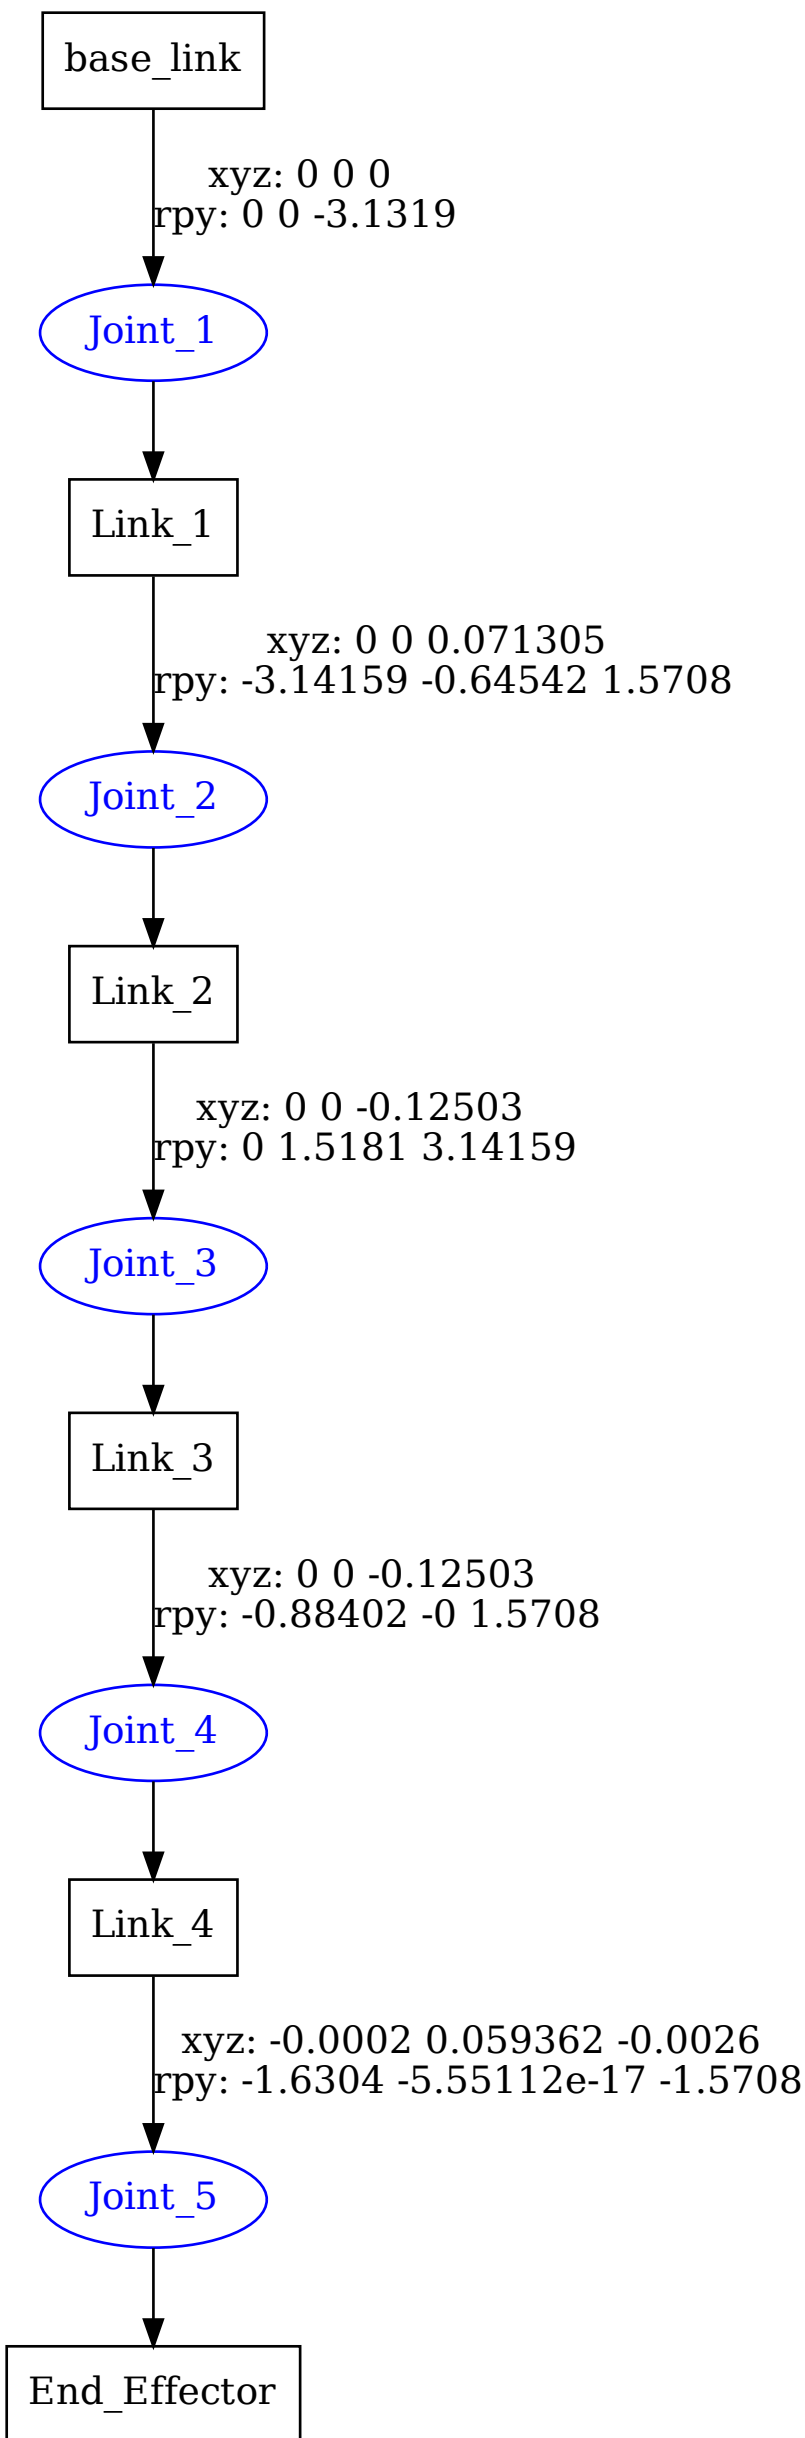 base_link
xyz: 0 0 0
rpy: 0 0 -3.1319
Joint_1
Link_1
xyz: 0 0 0.071305
rpy: -3.14159 -0.64542 1.5708
Joint_2
Link_2
xyz: 0 0 -0.12503
rpy: 0 1.5181 3.14159
Joint_3
Link_3
xyz: 0 0 -0.12503
rpy: -0.88402 -0 1.5708
Joint_4
Link_4
xyz: -0.0002 0.059362 -0.0026
rpy: -1.6304 -5.55112e-17 -1.5708
Joint_5
End_Effector